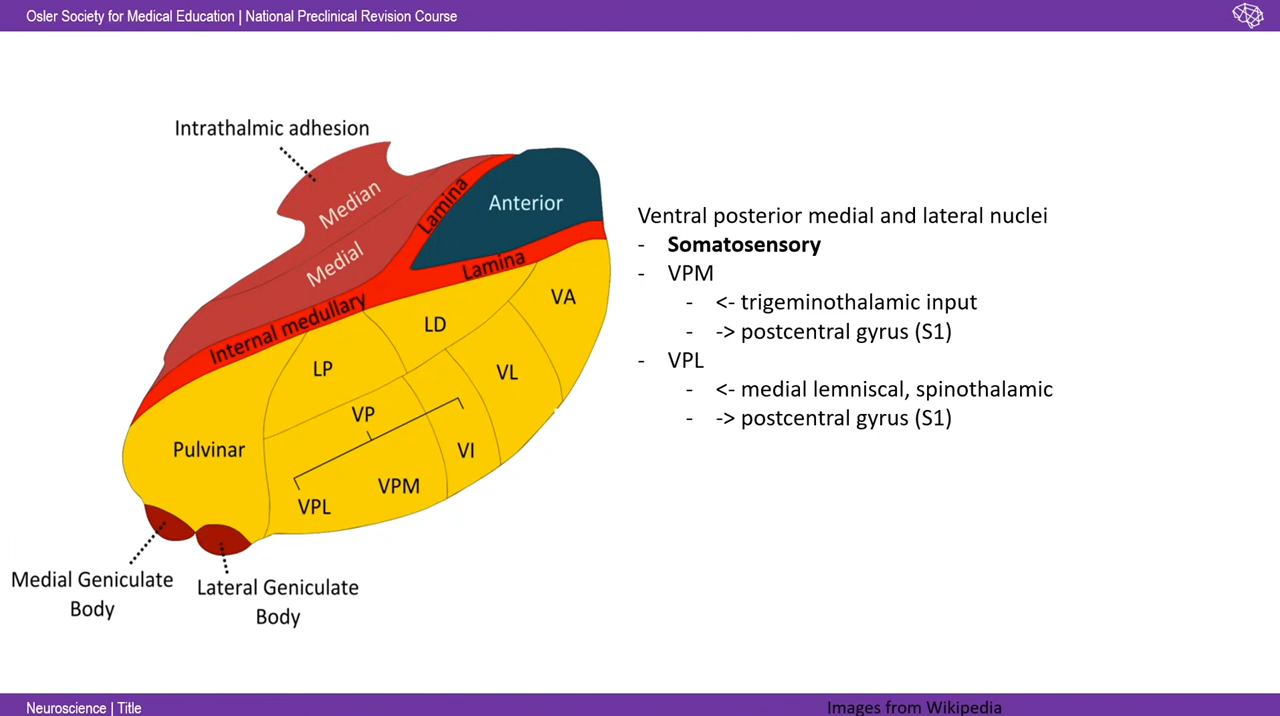 Osler Society for Medical Education | National Preclinical Revision Course
Intrathalmic adhesion
Median
Medial
Lamina
Anterior
Lamina
Internal medullary
VA
LD
LP
VL
VP
VI
Pulvinar
VPM
VPL
Medial Geniculate
Body
Lateral Geniculate
Body
Ventral posterior medial and lateral nuclei
- Somatosensory
- VPM
- <- trigeminothalamic input
- -> postcentral gyrus (S1)
- VPL
- <- medial lemniscal, spinothalamic
- -> postcentral gyrus (S1)
Neuroscience | Title
Images from Wikipedia